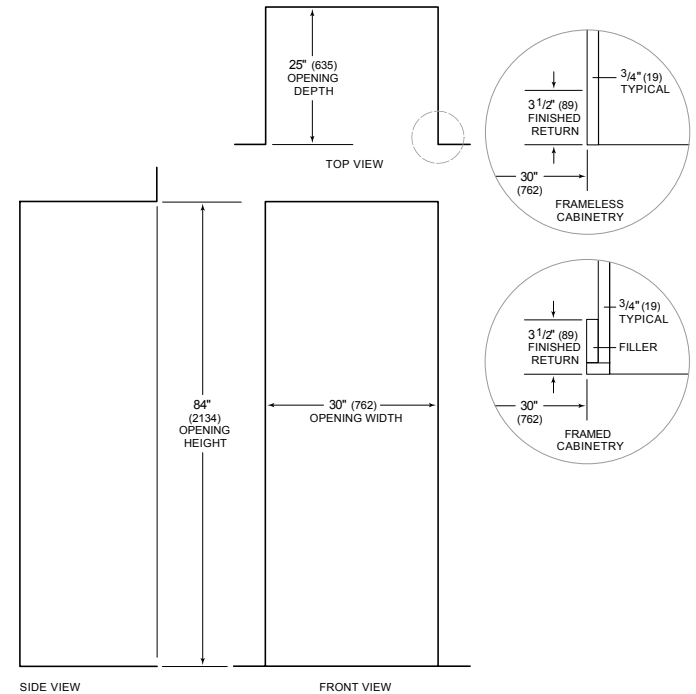 25" (635)
OPENING
DEPTH
TOP VIEW
3/4" (19)
TYPICAL
3 1/2" (89)
FINISHED
RETURN
30"
(762)
FRAMELESS
CABINETRY
3/4" (19)
TYPICAL
3 1/2" (89)
FINISHED
RETURN
FILLER
30"
(762)
FRAMED
CABINETRY
84"
(2134)
OPENING
HEIGHT
30" (762)
OPENING WIDTH
SIDE VIEW
FRONT VIEW